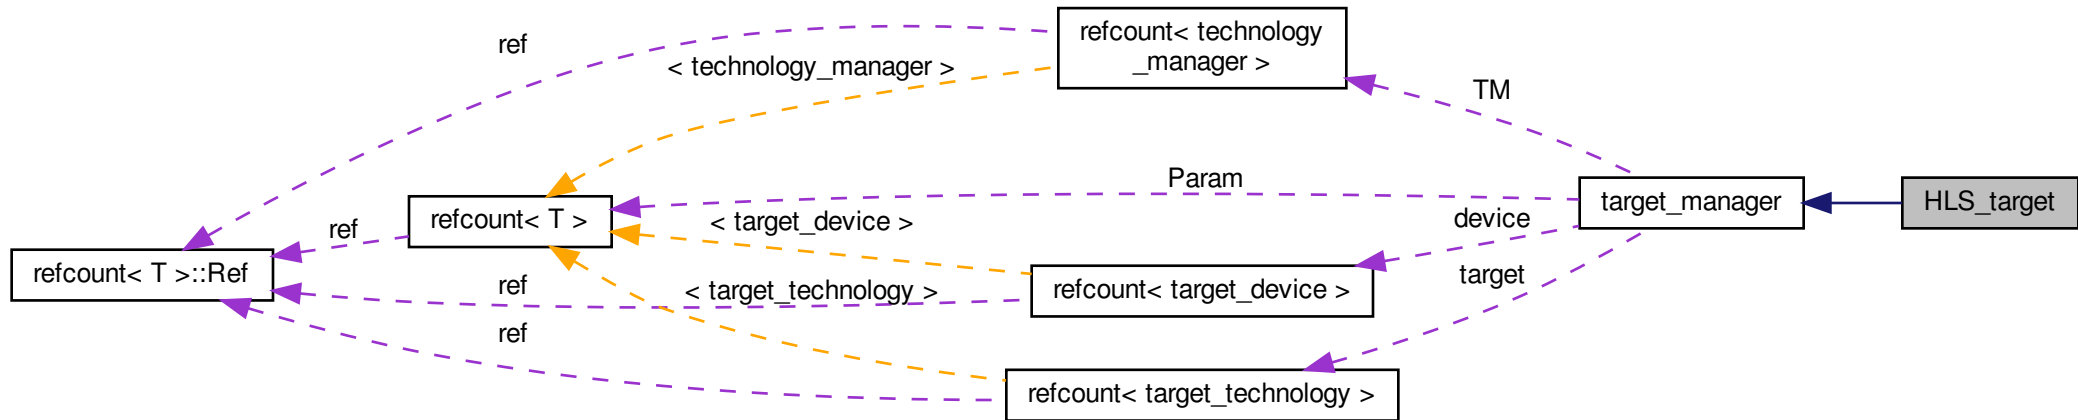 refcount< technology
_manager >
ref
< technology_manager >
TM
Param
target_manager
HLS_target
refcount< T >
< target_device >
device
ref
refcount< T >::Ref
target
ref
< target_technology >
refcount< target_device >
ref
refcount< target_technology >